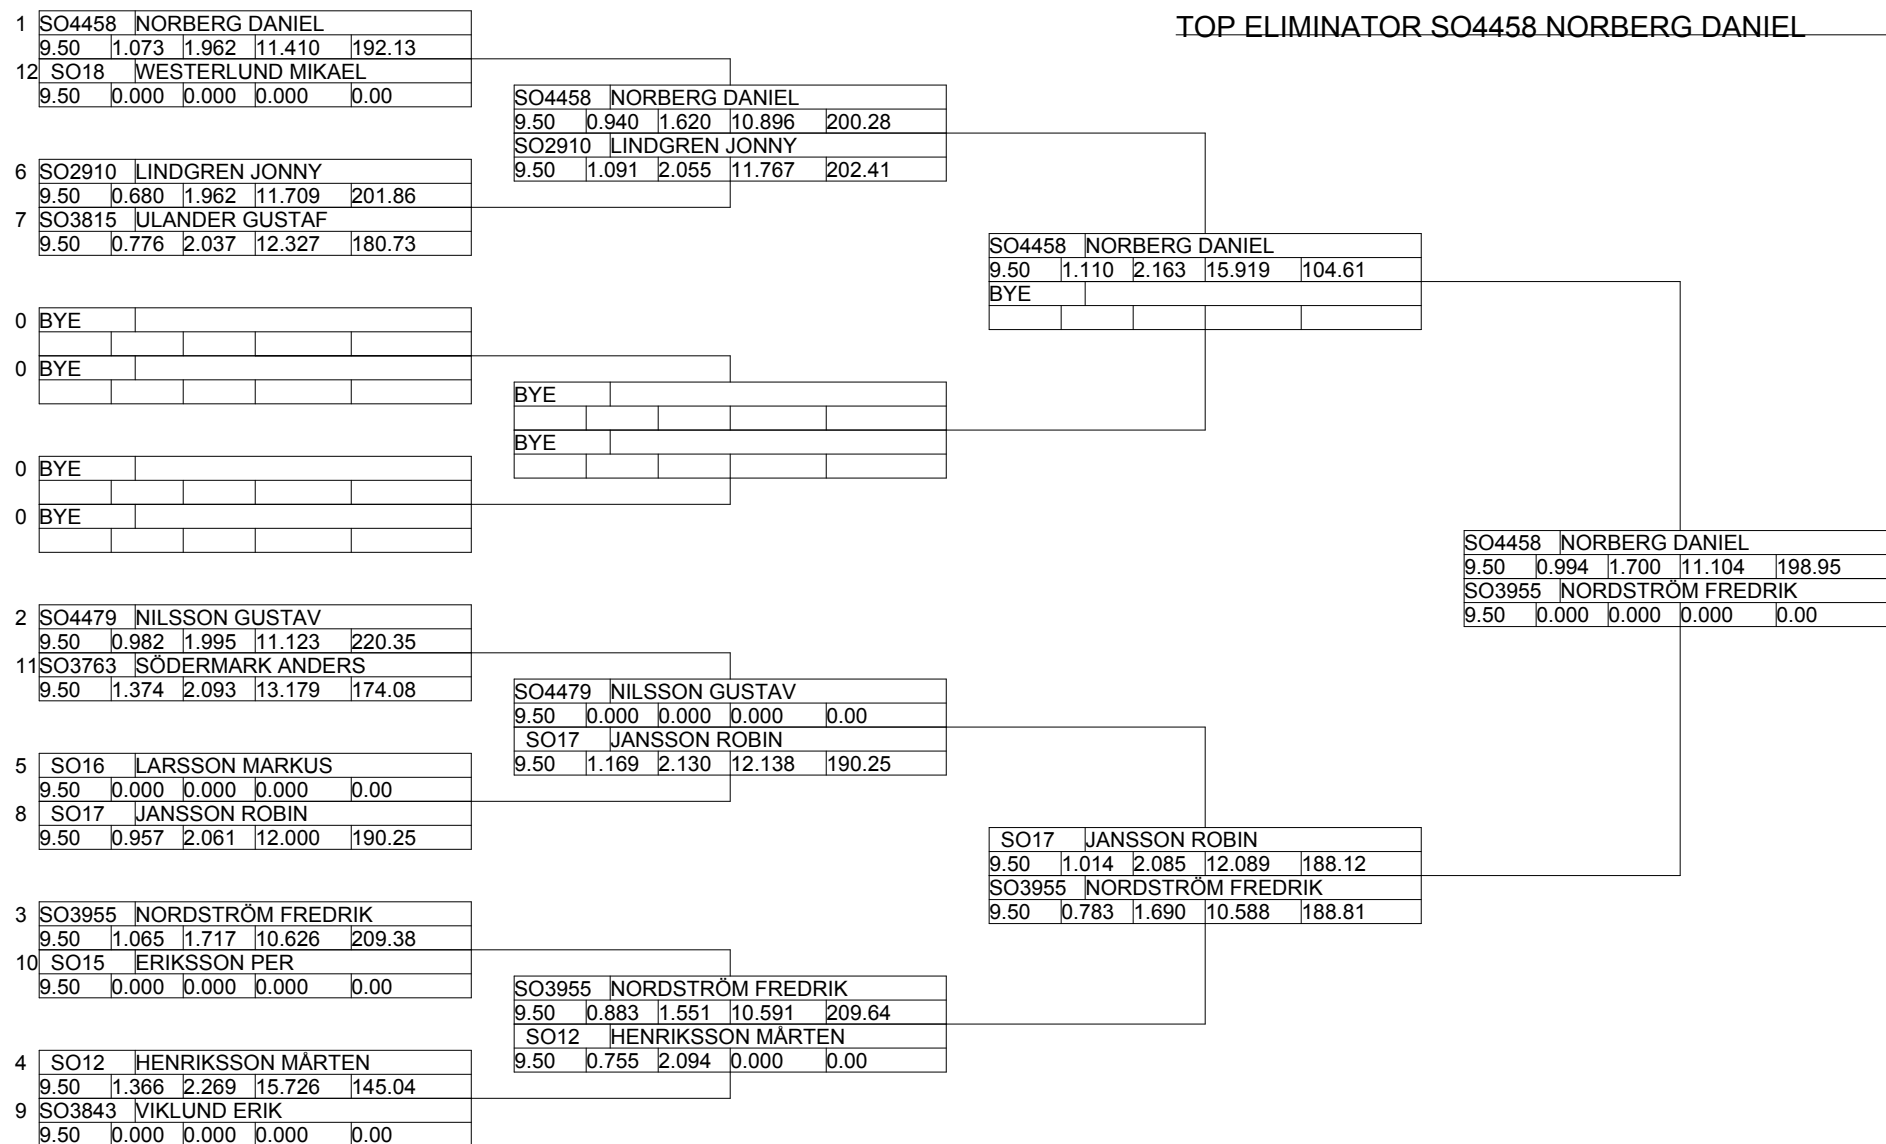 TOP ELIMINATOR SO4458 NORBERG DANIEL
1 SO4458 NORBERG DANIEL
9.50 1.073 1.962 11.410 192.13
12 SO18 WESTERLUND MIKAEL
9.50 0.000 0.000 0.000 0.00
6 SO2910 LINDGREN JONNY
9.50 0.680 1.962 11.709 201.86
7 SO3815 ULANDER GUSTAF
9.50 0.776 2.037 12.327 180.73
0 BYE
0 BYE
0 BYE
0 BYE
2 SO4479 NILSSON GUSTAV
9.50 0.982 1.995 11.123 220.35
11 SO3763 SÖDERMARK ANDERS
9.50 1.374 2.093 13.179 174.08
5 SO16 LARSSON MARKUS
9.50 0.000 0.000 0.000 0.00
8 SO17 JANSSON ROBIN
9.50 0.957 2.061 12.000 190.25
3 SO3955 NORDSTRÖM FREDRIK
9.50 1.065 1.717 10.626 209.38
10 SO15 ERIKSSON PER
9.50 0.000 0.000 0.000 0.00
4 SO12 HENRIKSSON MÅRTEN
9.50 1.366 2.269 15.726 145.04
9 SO3843 VIKLUND ERIK
9.50 0.000 0.000 0.000 0.00
SO4458 NORBERG DANIEL
9.50 0.940 1.620 10.896 200.28
SO2910 LINDGREN JONNY
9.50 1.091 2.055 11.767 202.41
BYE
BYE
SO4479 NILSSON GUSTAV
9.50 0.000 0.000 0.000 0.00
SO17 JANSSON ROBIN
9.50 1.169 2.130 12.138 190.25
SO3955 NORDSTRÖM FREDRIK
9.50 0.883 1.551 10.591 209.64
SO12 HENRIKSSON MÅRTEN
9.50 0.755 2.094 0.000 0.00
SO4458 NORBERG DANIEL
9.50 1.110 2.163 15.919 104.61
BYE
SO17 JANSSON ROBIN
9.50 1.014 2.085 12.089 188.12
SO3955 NORDSTRÖM FREDRIK
9.50 0.783 1.690 10.588 188.81
SO4458 NORBERG DANIEL
9.50 0.994 1.700 11.104 198.95
SO3955 NORDSTRÖM FREDRIK
9.50 0.000 0.000 0.000 0.00